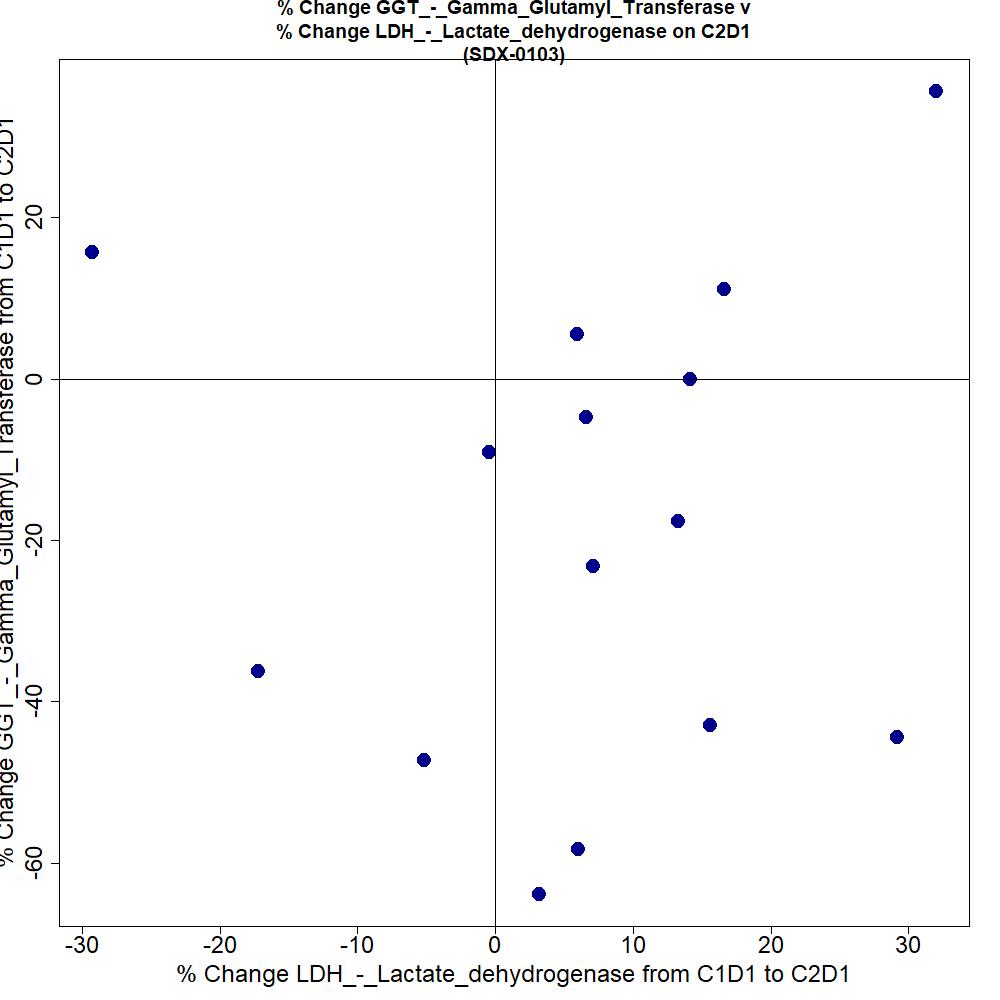 % Change GGT_-_Gamma_Glutamyl_Transferase v
% Change LDH_-_Lactate_dehydrogenase on C2D1
(SDX-0103)
% Change GGT_-_Gamma_Glutamyl_Transferase from C1D1 to C2D1
20
0
-20
-40
-60
-30
-20
-10
0
10
20
30
% Change LDH_-_Lactate_dehydrogenase from C1D1 to C2D1